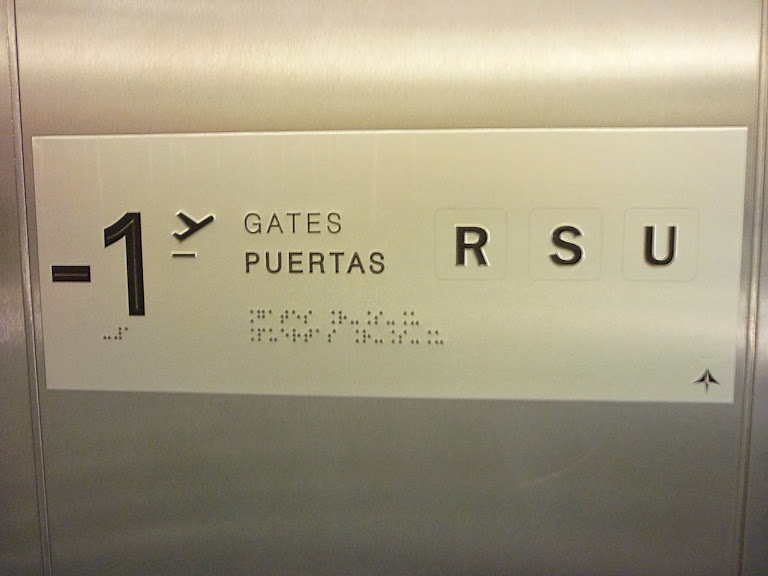 -1
GATES
PUERTAS
R S U